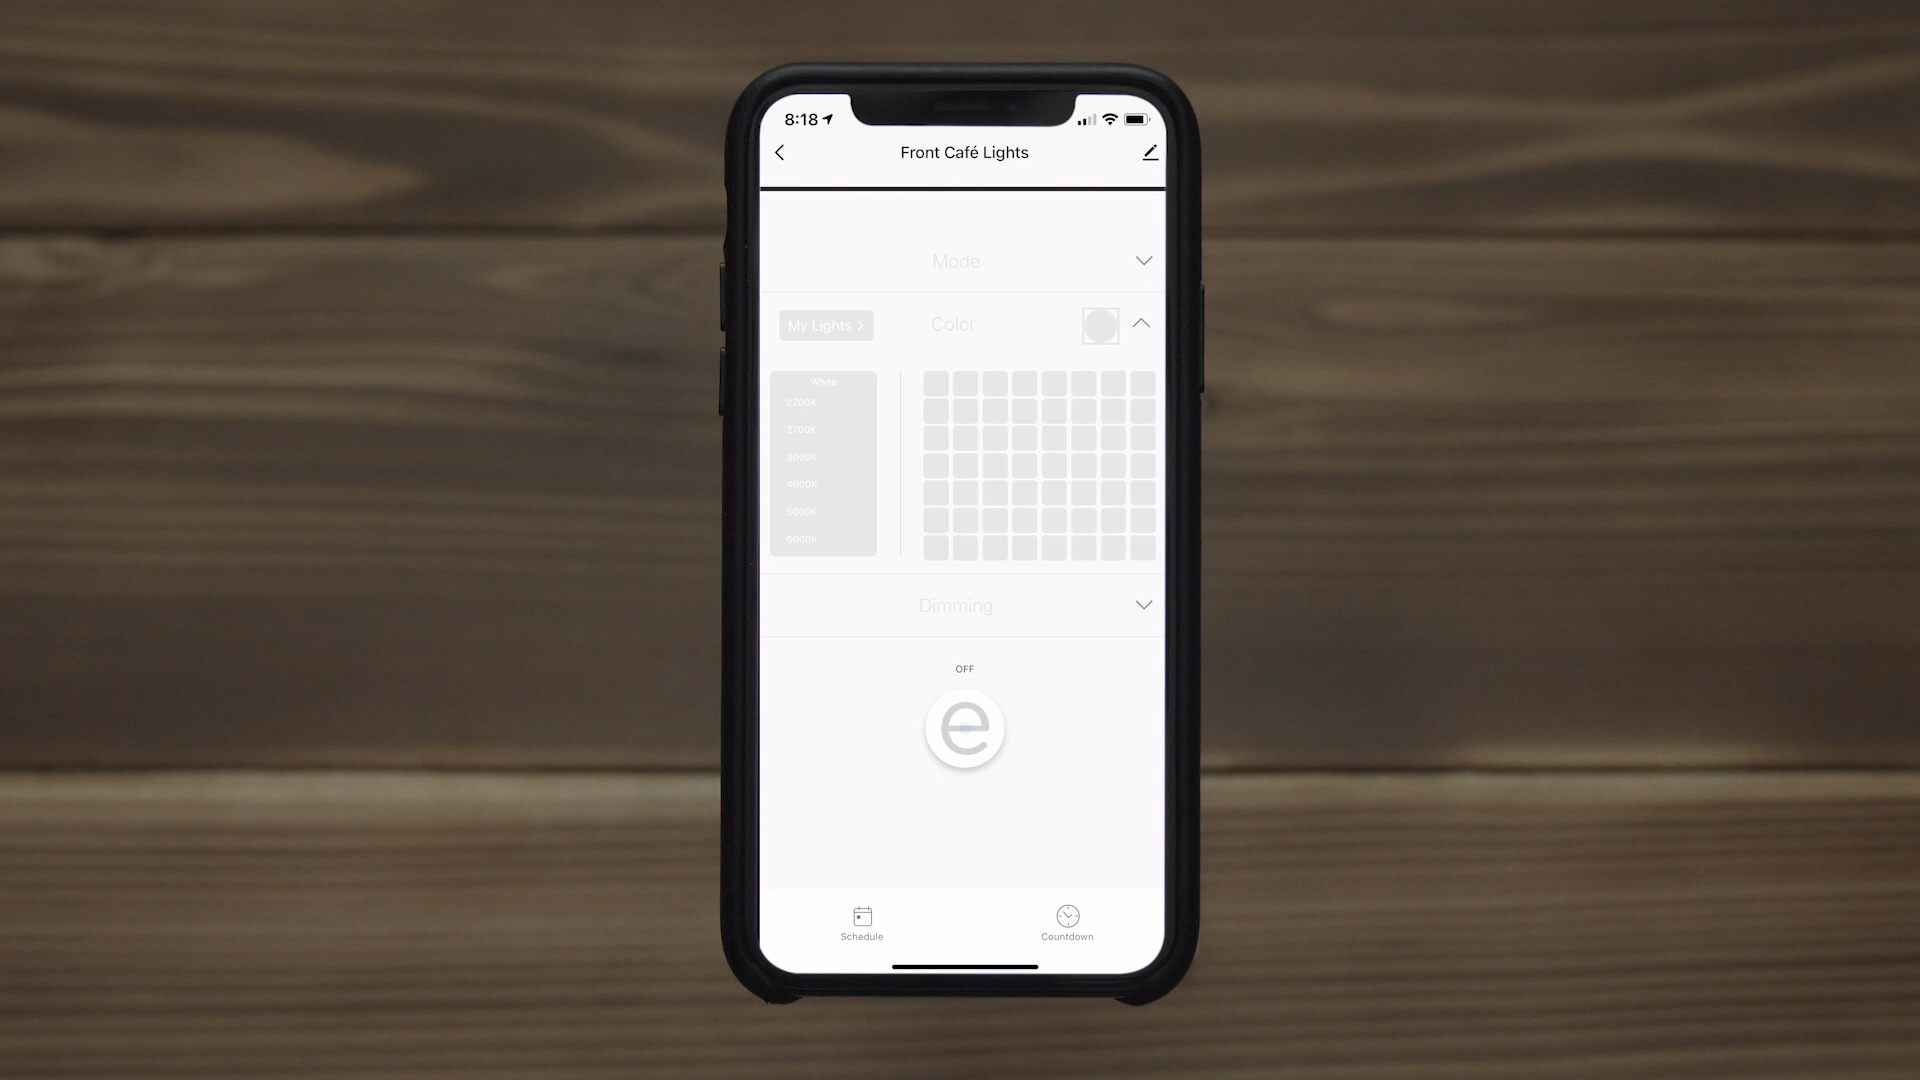 8:18
Front Café Lights
Mode
My Lights >
Color
White
2200K
2700K
3000K
4000K
5000K
6000K
Dimming
OFF
e
Schedule
Countdown